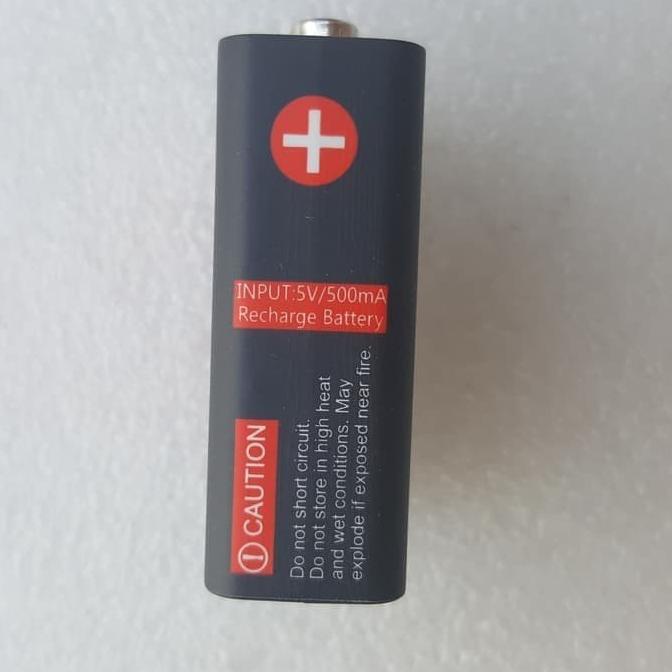 INPUT:5V/500mA
Recharge Battery
CAUTION
Do not short circuit.
Do not store in high heat
and wet conditions. May
explode if exposed near fire.